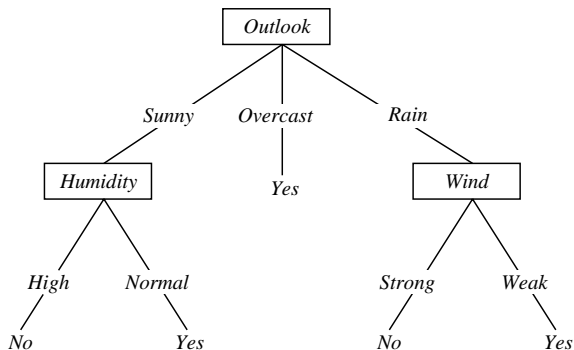 Outlook
Sunny Overcast Rain
Humidity Yes Wind
High Normal Strong Weak
No Yes No Yes